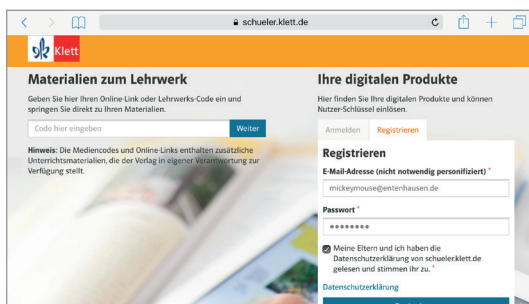 schueler.klett.de
Klett
Materialien zum Lehrwerk
Geben Sie hier Ihren Online-Link oder Lehrwerks-Code ein und
springen Sie direkt zu Ihren Materialien.
Code hier eingeben
Weiter
Hinweis: Die Mediencodes und Online-Links enthalten zusätzliche
Unterrichtsmaterialien, die der Verlag in eigener Verantwortung zur
Verfügung stellt.
Ihre digitalen Produkte
Hier finden Sie Ihre digitalen Produkte und können
Nutzer-Schlüssel einlösen.
Anmelden
Registrieren
Registrieren
E-Mail-Adresse (nicht notwendig personifiziert) *
mickeymouse@entenhausen.de
Passwort *
●●●●●●●●
Meine Eltern und ich haben die
Datenschutzerklärung von schueler.klett.de
gelesen und stimmen ihr zu. *
Datenschutzerklärung